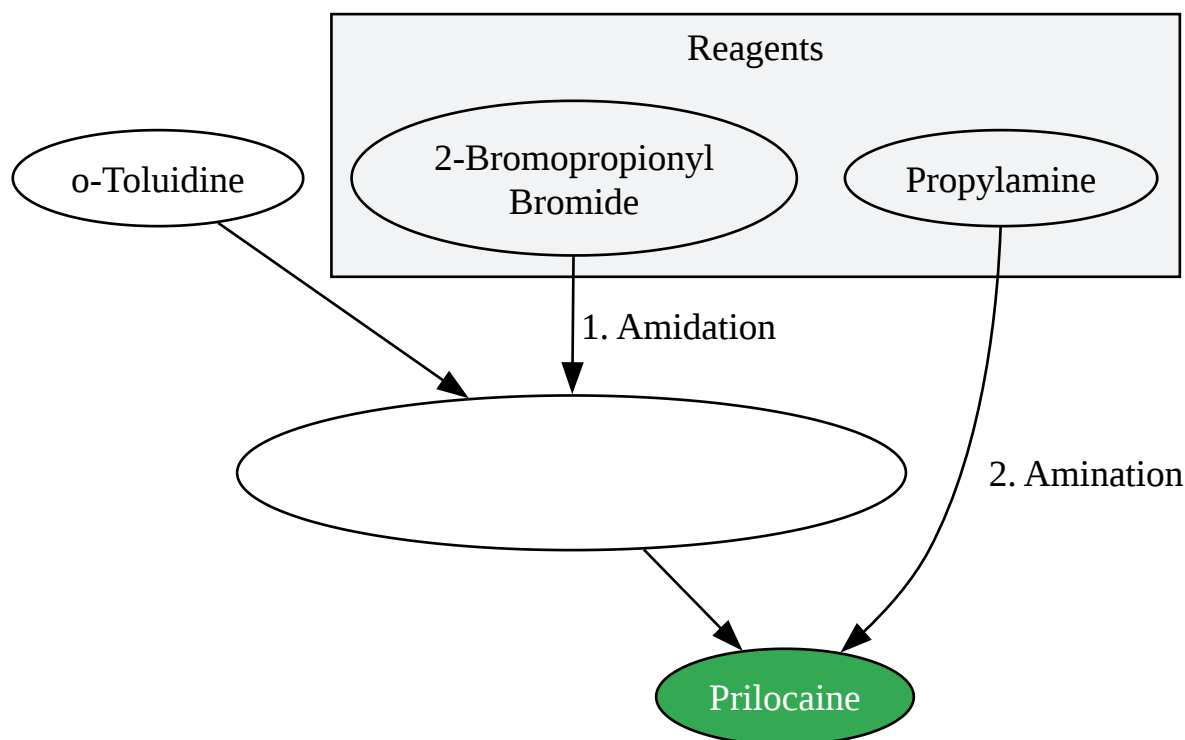 Reagents
o-Toluidine
2-Bromopropionyl
Bromide
Propylamine
1. Amidation
2. Amination
Prilocaine